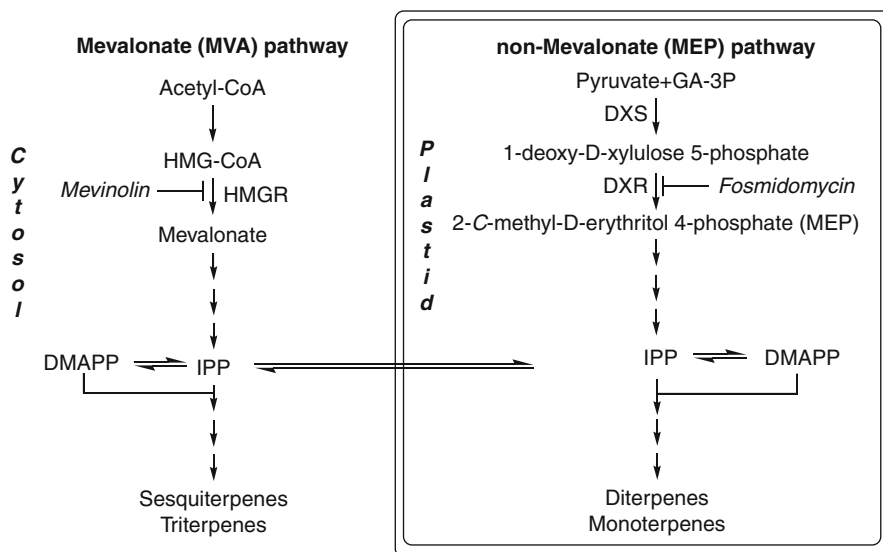 Mevalonate (MVA) pathway
Acetyl-CoA
HMG-CoA
Mevinolin
HMGR
Mevalonate
DMAPP
IPP
Sesquiterpenes
Triterpenes
Cytosol
non-Mevalonate (MEP) pathway
Pyruvate+GA-3P
DXS
1-deoxy-D-xylulose 5-phosphate
DXR
Fosmidomycin
2-C-methyl-D-erythritol 4-phosphate (MEP)
IPP
DMAPP
Diterpenes
Monoterpenes
Plastid